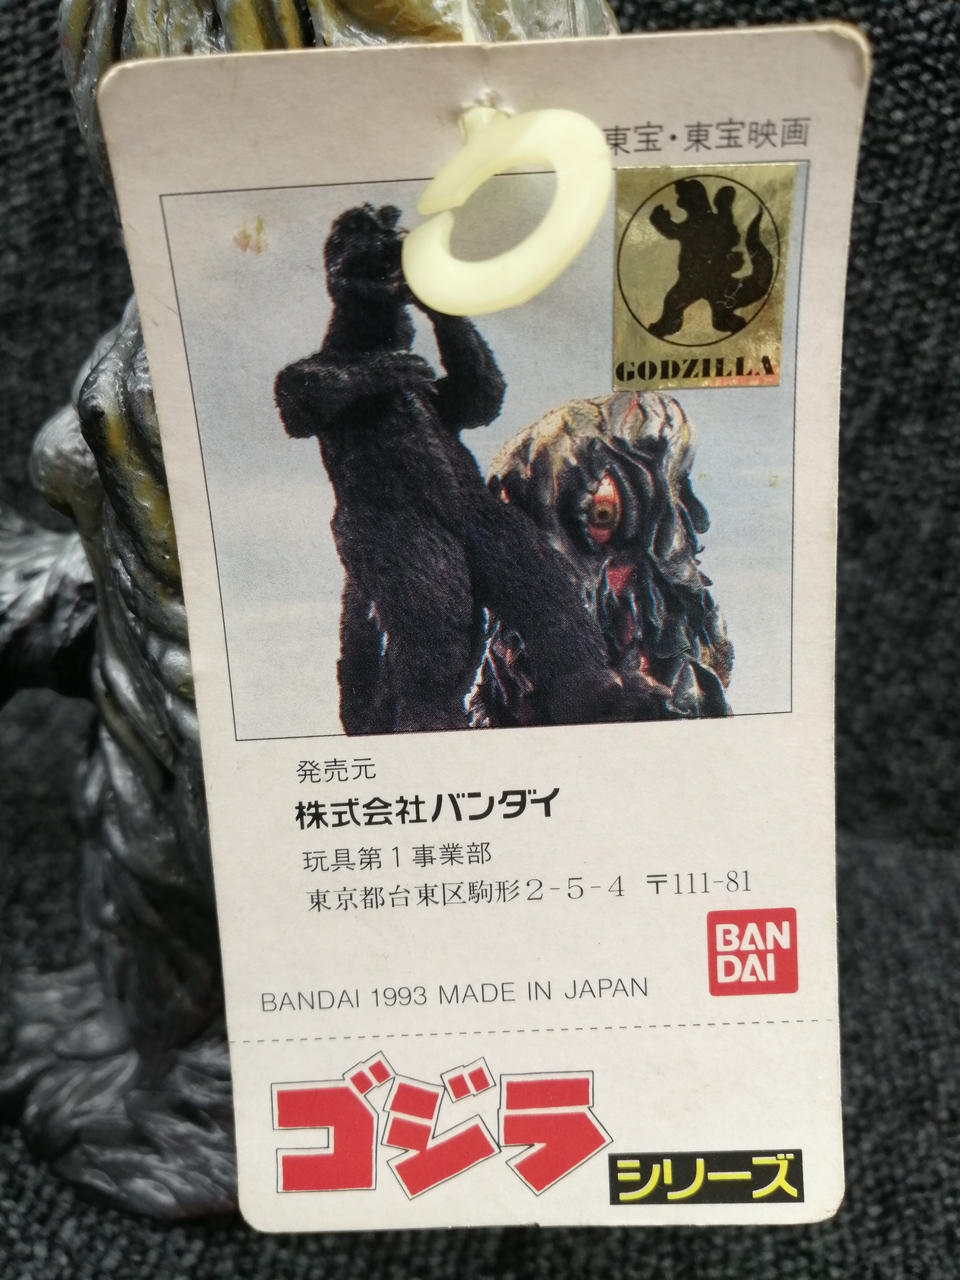 東宝・東宝映画
GODZILLA
発売元
株式会社バンダイ
玩具第1事業部
東京都台東区駒形2-5-4 〒111-81
BAN
DAI
BANDAI 1993 MADE IN JAPAN
ゴジラ
シリーズ